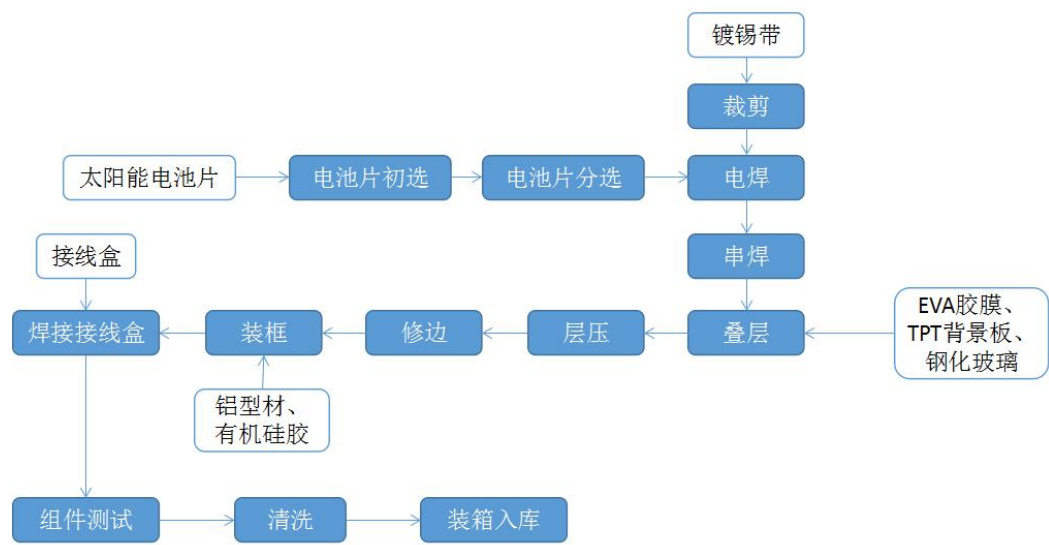 镀锡带
裁剪
太阳能电池片
电池片初选
电池片分选
电焊
接线盒
串焊
EVA胶膜、
TPT背景板、
钢化玻璃
焊接接线盒
装框
修边
层压
叠层
铝型材、
有机硅胶
组件测试
清洗
装箱入库